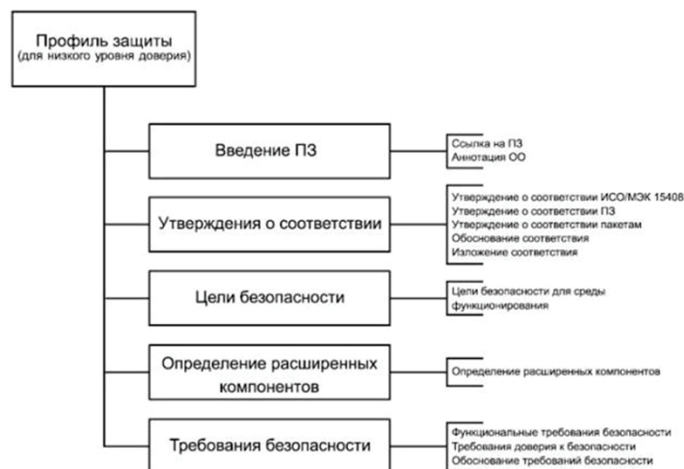 Профиль защиты
(для низкого уровня доверия)
Введение ПЗ
Ссылка на ПЗ
Аннотация ОО
Утверждения о соответствии
Утверждение о соответствии ИСО/МЭК 15408
Утверждение о соответствии ПЗ
Утверждение о соответствии пакетам
Обоснование соответствия
Изложение соответствия
Цели безопасности
Цели безопасности для среды
функционирования
Определение расширенных
компонентов
Определение расширенных компонентов
Требования безопасности
Функциональные требования безопасности
Требования доверия к безопасности
Обоснование требований безопасности